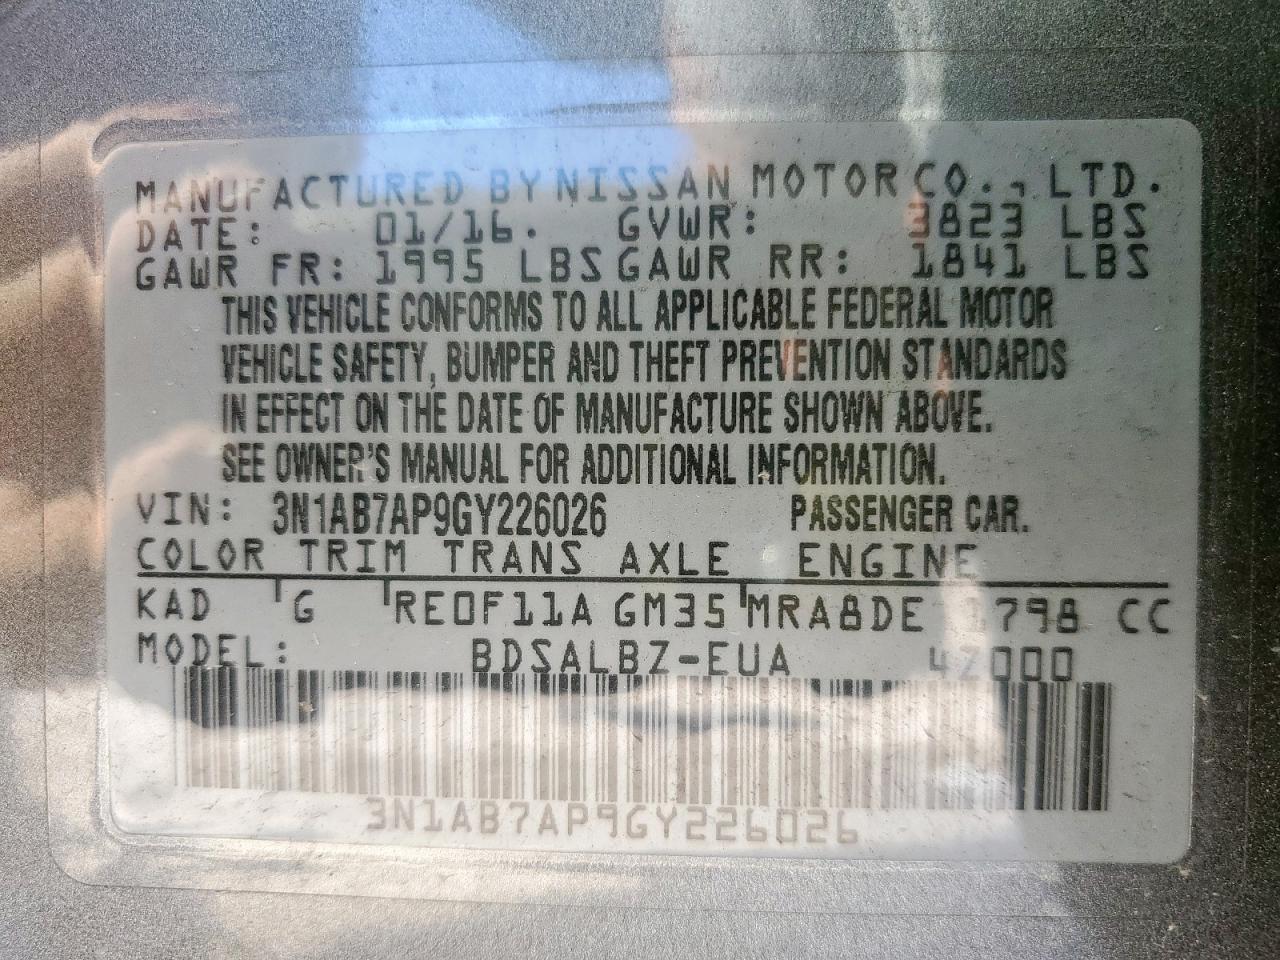 MANUFACTURED BY NISSAN MOTOR CO., LTD.
DATE: 01/16. GVWR: 3823 LBS
GAWR FR: 1995 LBS GAWR RR: 1841 LBS
THIS VEHICLE CONFORMS TO ALL APPLICABLE FEDERAL MOTOR
VEHICLE SAFETY, BUMPER AND THEFT PREVENTION STANDARDS
IN EFFECT ON THE DATE OF MANUFACTURE SHOWN ABOVE.
SEE OWNER'S MANUAL FOR ADDITIONAL INFORMATION.
VIN: 3N1AB7AP9GY226026 PASSENGER CAR.
COLOR TRIM TRANS AXLE ENGINE
KAD G RE0F11A GM35 MRA8DE 1798 CC
MODEL: BDSALBZ-EUA 4Z000
3N1AB7AP9GY226026